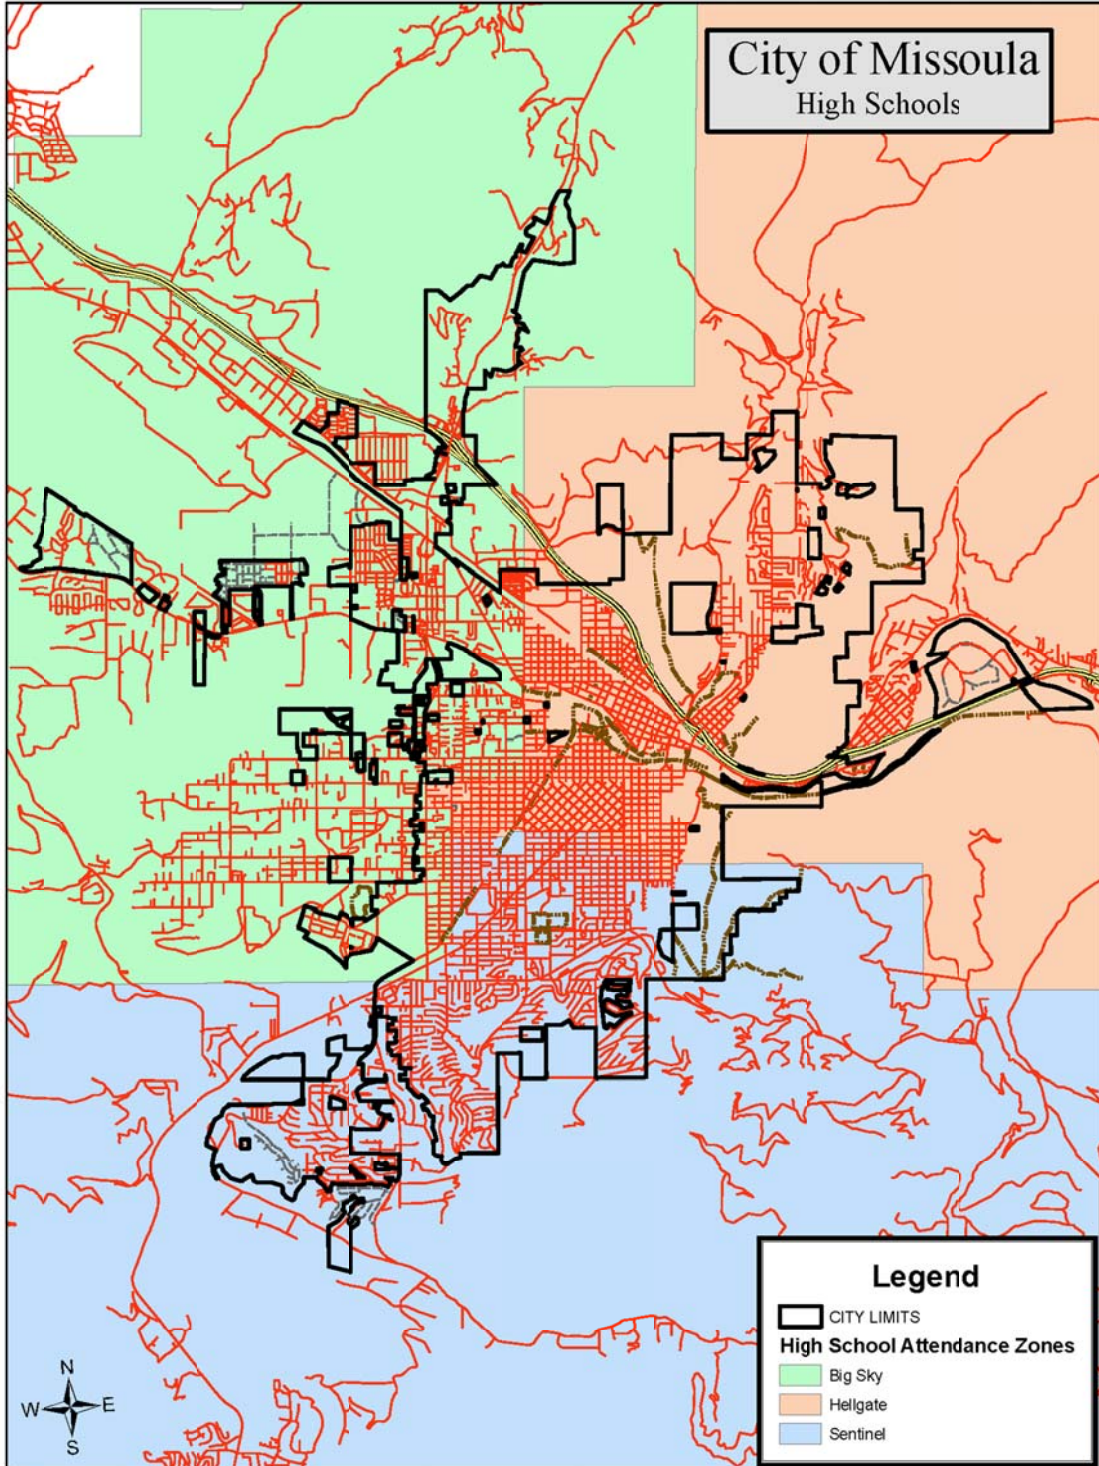 City of Missoula
High Schools
Legend
CITY LIMITS
High School Attendance Zones
Big Sky
Hellgate
Sentinel
N
W E
S